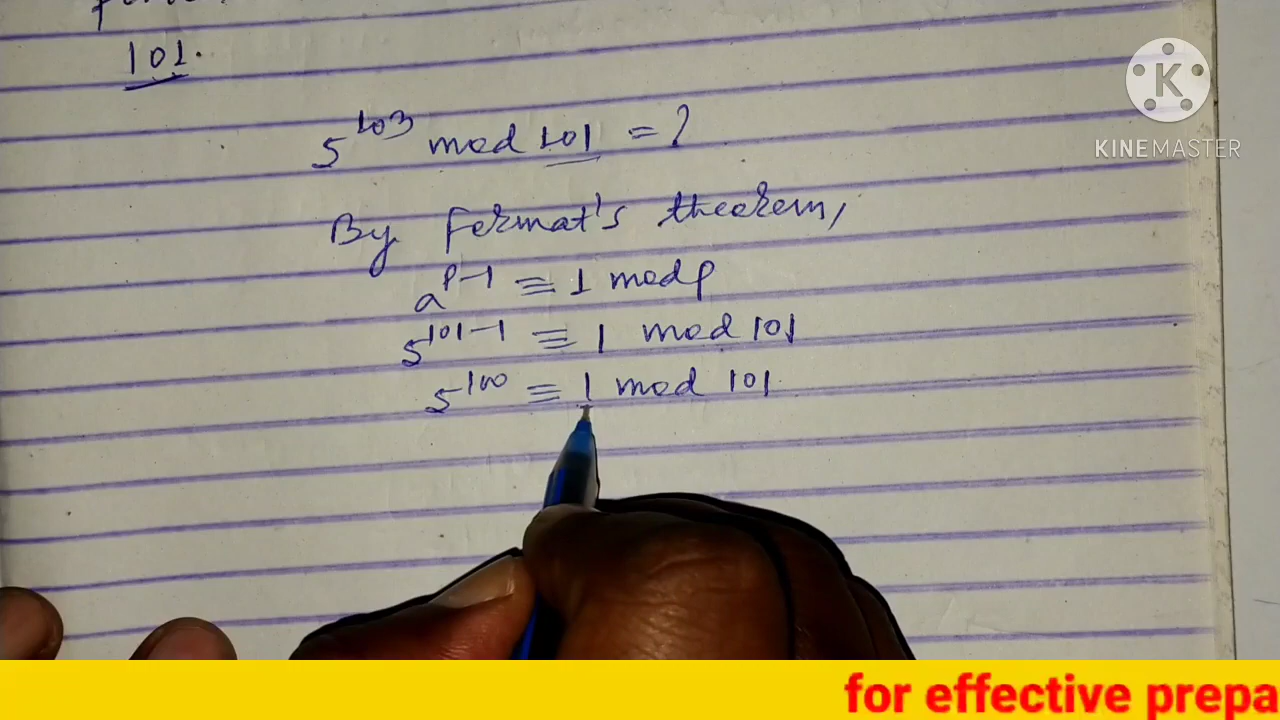 101.
5^103 mod 101 = ?
By Fermat's theorem,
a^p-1 ≡ 1 mod p
5^101-1 ≡ 1 mod 101
5^100 ≡ 1 mod 101
K
KINEMASTER
for effective prepa